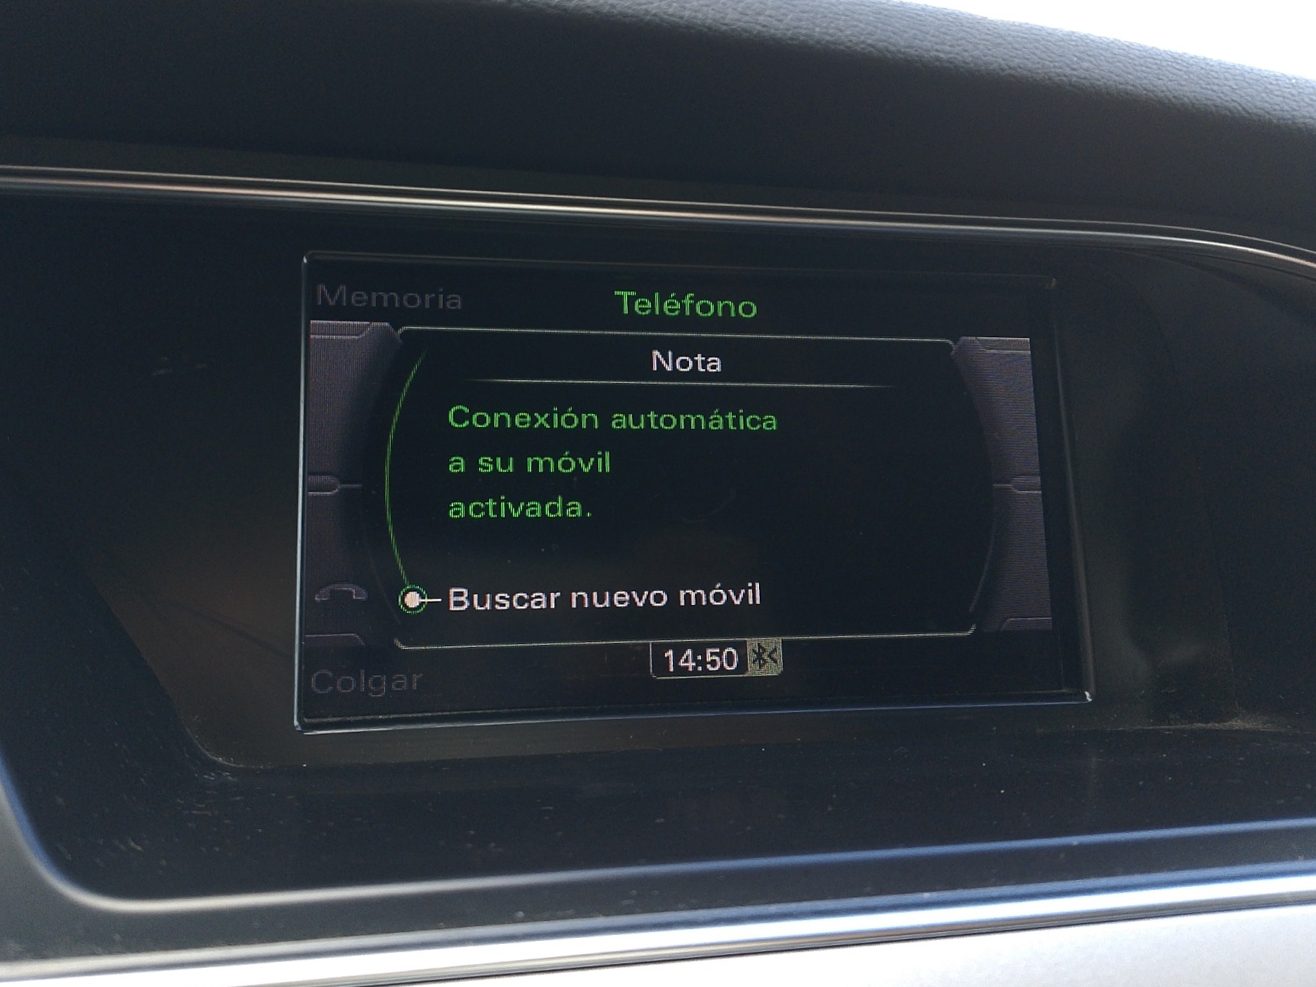 Memoria
Teléfono
Nota
Conexión automática
a su móvil
activada.
Buscar nuevo móvil
14:50
Colgar